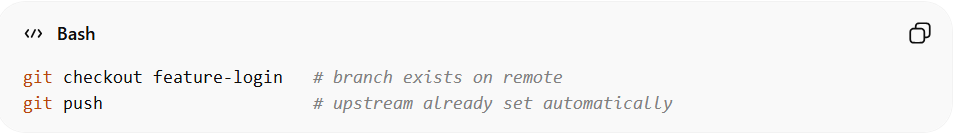 Bash
git checkout feature-login   # branch exists on remote
git push                     # upstream already set automatically